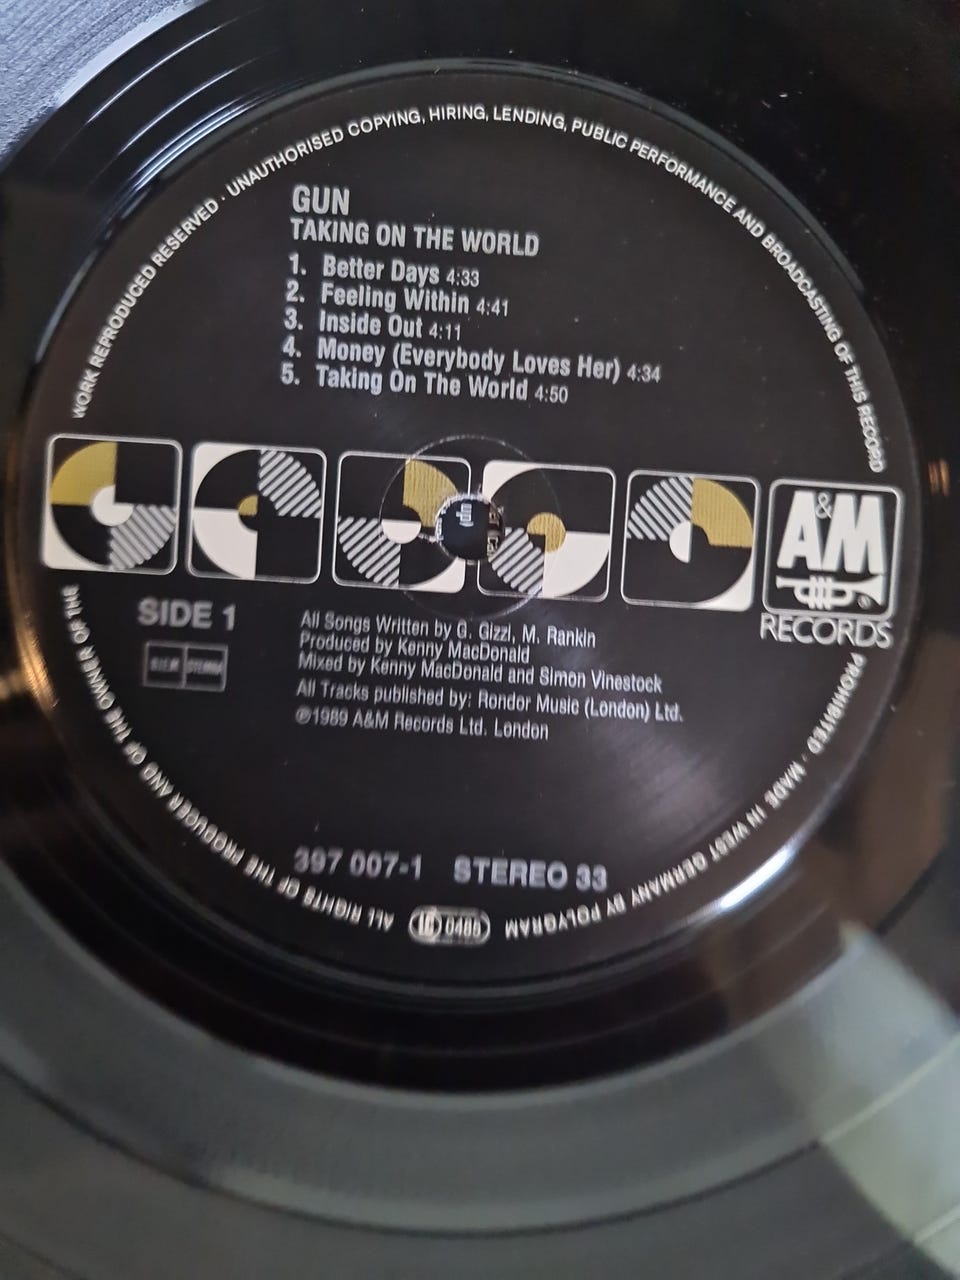 GUN
TAKING ON THE WORLD
1. Better Days 4:33
2. Feeling Within 4:41
3. Inside Out 4:11
4. Money (Everybody Loves Her) 4:34
5. Taking On The World 4:50
A&M
RECORDS
SIDE 1
STEMRA
All Songs Written by G. Gizzi, M. Rankin
Produced by Kenny MacDonald
Mixed by Kenny MacDonald and Simon Vinestock
All Tracks published by: Rondor Music (London) Ltd.
℗1989 A&M Records Ltd. London
397 007-1 STEREO 33
LC 0485
ALL RIGHTS OF THE PRODUCER AND OF THE OWNER OF THE WORK REPRODUCED RESERVED · UNAUTHORISED COPYING, HIRING, LENDING, PUBLIC PERFORMANCE AND BROADCASTING OF THIS RECORD PROHIBITED · MADE IN WEST GERMANY BY POLYGRAM